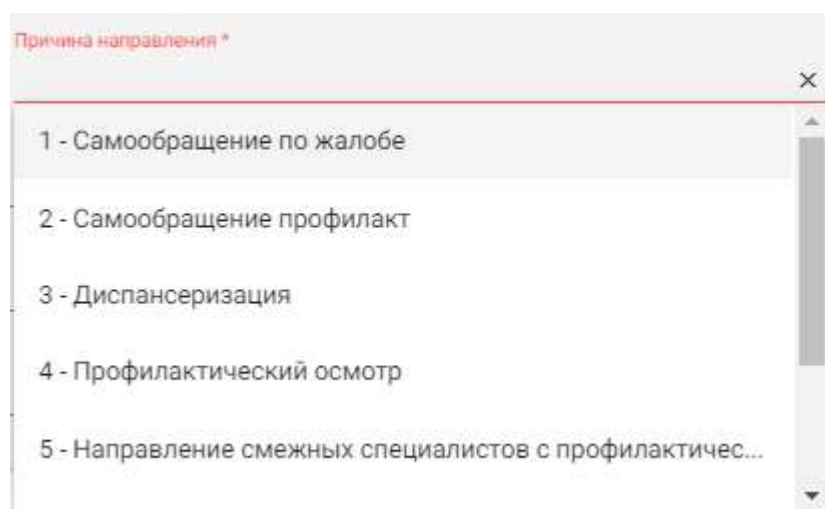 Причина направления *
1 - Самообращение по жалобе
2 - Самообращение профилакт
3 - Диспансеризация
4 - Профилактический осмотр
5 - Направление смежных специалистов с профилактичес...